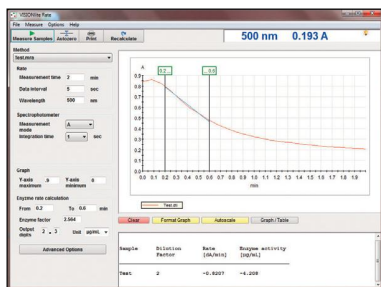 VISIONlite Rate
File Measure Options Help
Measure Samples Autozero Print Recalculate
500 nm 0.193 A
Method
Test.mra
Rate
Measurement time 2 min
Data interval 5 sec
Wavelength 500 nm
Spectrophotometer
Measurement mode A
Integration time 1 sec
Graph
Y-axis maximum .9 Y-axis minimum 0
Enzyme rate calculation
From 0.2 To 0.6 min
Enzyme factor 2.564
Output digits 2 . 3 Unit µg/mL
Advanced Options
A
0.2 ... ... 0.6
0.9
0.8
0.7
0.6
0.5
0.4
0.3
0.2
0.1
0.0
0.0 0.1 0.2 0.3 0.4 0.5 0.6 0.7 0.8 0.9 1.0 1.1 1.2 1.3 1.4 1.5 1.6 1.7 1.8 1.9
min
Clear Format Graph Autoscale Graph / Table
Sample Dilution Rate Enzyme activity
Factor [dA/min] [µg/mL]
Test 2 -0.8207 -4.208